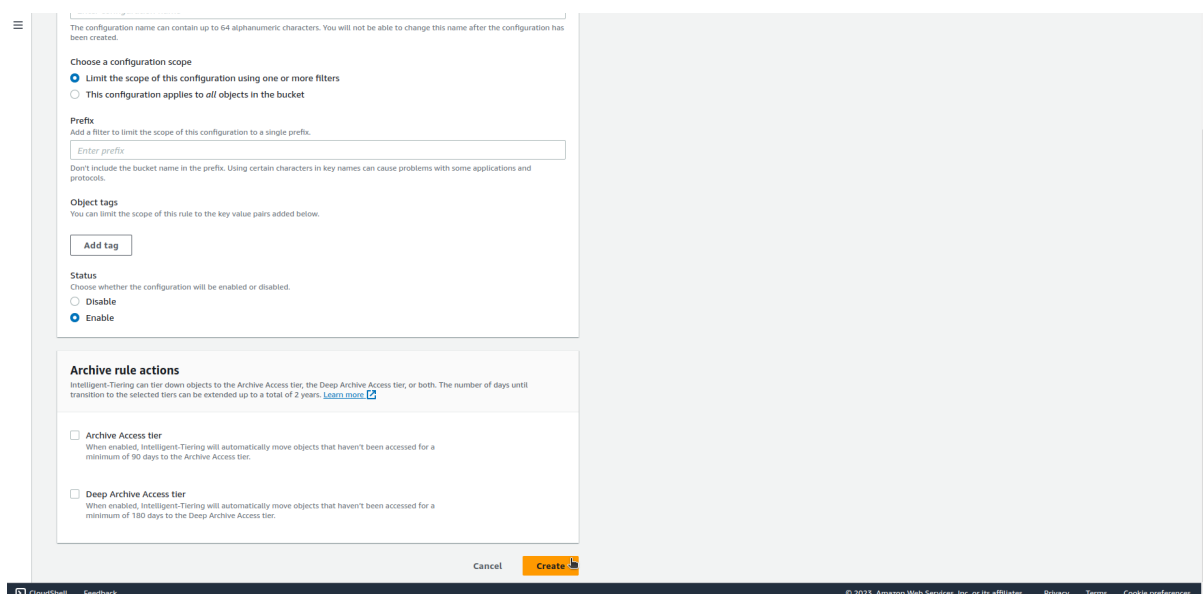 The configuration name can contain up to 64 alphanumeric characters. You will not be able to change this name after the configuration has
been created.
Choose a configuration scope
Limit the scope of this configuration using one or more filters
This configuration applies to all objects in the bucket
Prefix
Add a filter to limit the scope of this configuration to a single prefix.
Enter prefix
Don't include the bucket name in the prefix. Using certain characters in key names can cause problems with some applications and
protocols.
Object tags
You can limit the scope of this rule to the key value pairs added below.
Add tag
Status
Choose whether the configuration will be enabled or disabled.
Disable
Enable
Archive rule actions
Intelligent-Tiering can tier down objects to the Archive Access tier, the Deep Archive Access tier, or both. The number of days until
transition to the selected tiers can be extended up to a total of 2 years. Learn more
Archive Access tier
When enabled, Intelligent-Tiering will automatically move objects that haven't been accessed for a
minimum of 90 days to the Archive Access tier.
Deep Archive Access tier
When enabled, Intelligent-Tiering will automatically move objects that haven't been accessed for a
minimum of 180 days to the Deep Archive Access tier.
Cancel Create
CloudShell Feedback © 2023, Amazon Web Services, Inc. or its affiliates. Privacy Terms Cookie preferences